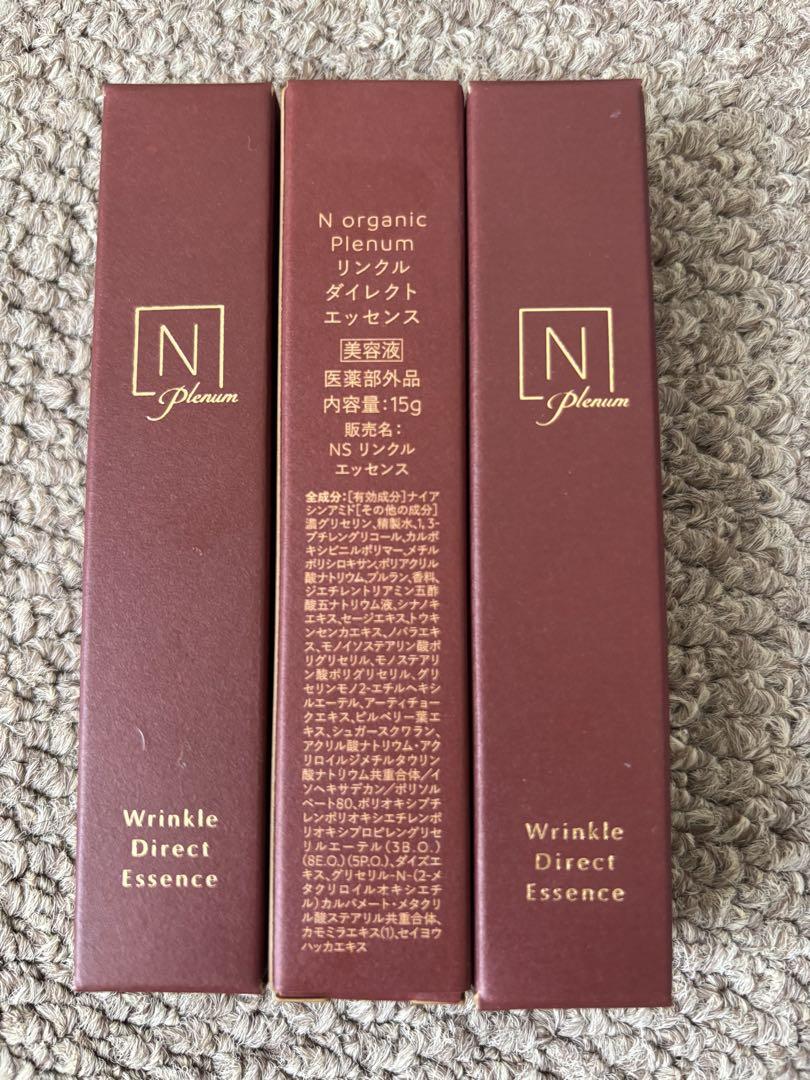 N
Plenum
Wrinkle
Direct
Essence
N organic
Plenum
リンクル
ダイレクト
エッセンス
美容液
医薬部外品
内容量:15g
販売名:
NS リンクル
エッセンス
全成分:[有効成分]ナイア
シンアミド[その他の成分]
濃グリセリン、精製水、1,3-
ブチレングリコール、カルボ
キシビニルポリマー、メチル
ポリシロキサン、ポリアクリル
酸ナトリウム、プルラン、香料、
ジエチレントリアミン五酢
酸五ナトリウム液、シナノキ
エキス、セージエキス、トウキ
ンセンカエキス、ノバラエキ
ス、モノイソステアリン酸ポ
リグリセリル、モノステアリ
ン酸ポリグリセリル、グリ
セリンモノ2-エチルヘキシ
ルエーテル、アーティチョー
クエキス、ビルベリー葉エ
キス、シュガースクワラン、
アクリル酸ナトリウム・アク
リロイルジメチルタウリン
酸ナトリウム共重合体/イ
ソヘキサデカン/ポリソル
ベート80、ポリオキシブチ
レンポリオキシエチレンポ
リオキシプロピレングリセ
リルエーテル(3B.O.)
(8E.O.)(5P.O.)、ダイズエ
キス、グリセリル-N-(2-メ
タクリロイルオキシエチ
ル)カルバメート・メタクリ
ル酸ステアリル共重合体、
カモミラエキス(1)、セイヨウ
ハッカエキス
N
Plenum
Wrinkle
Direct
Essence